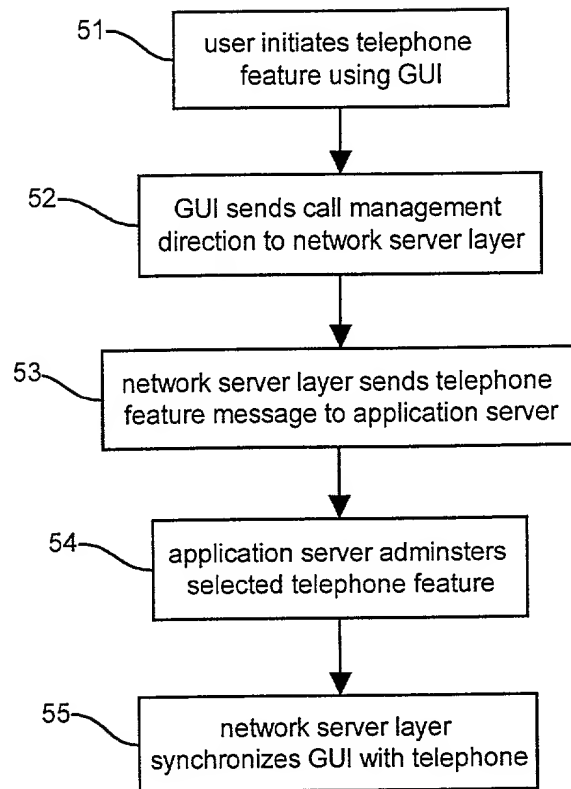 51
user initiates telephone
feature using GUI
52
GUI sends call management
direction to network server layer
53
network server layer sends telephone
feature message to application server
54
application server adminsters
selected telephone feature
55
network server layer
synchronizes GUI with telephone